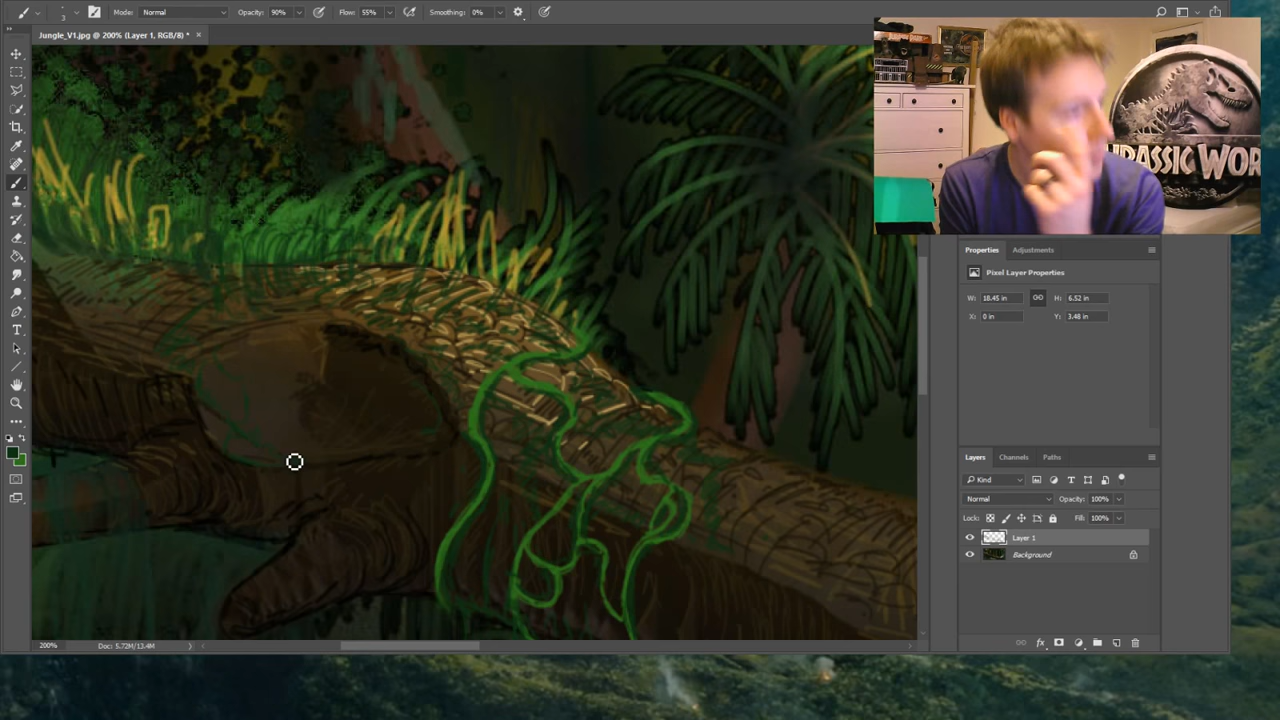 3 Mode: Normal Opacity: 90% Flow: 55% Smoothing: 0%
Jungle_V1.jpg @ 200% (Layer 1, RGB/8) * ×
JURASSIC WOR
Properties Adjustments
Pixel Layer Properties
W: 18.45 in H: 6.52 in
X: 0 in Y: 3.48 in
Layers Channels Paths
Kind
Normal Opacity: 100%
Lock: Fill: 100%
Layer 1
Background
200% Doc: 5.72M/13.4M